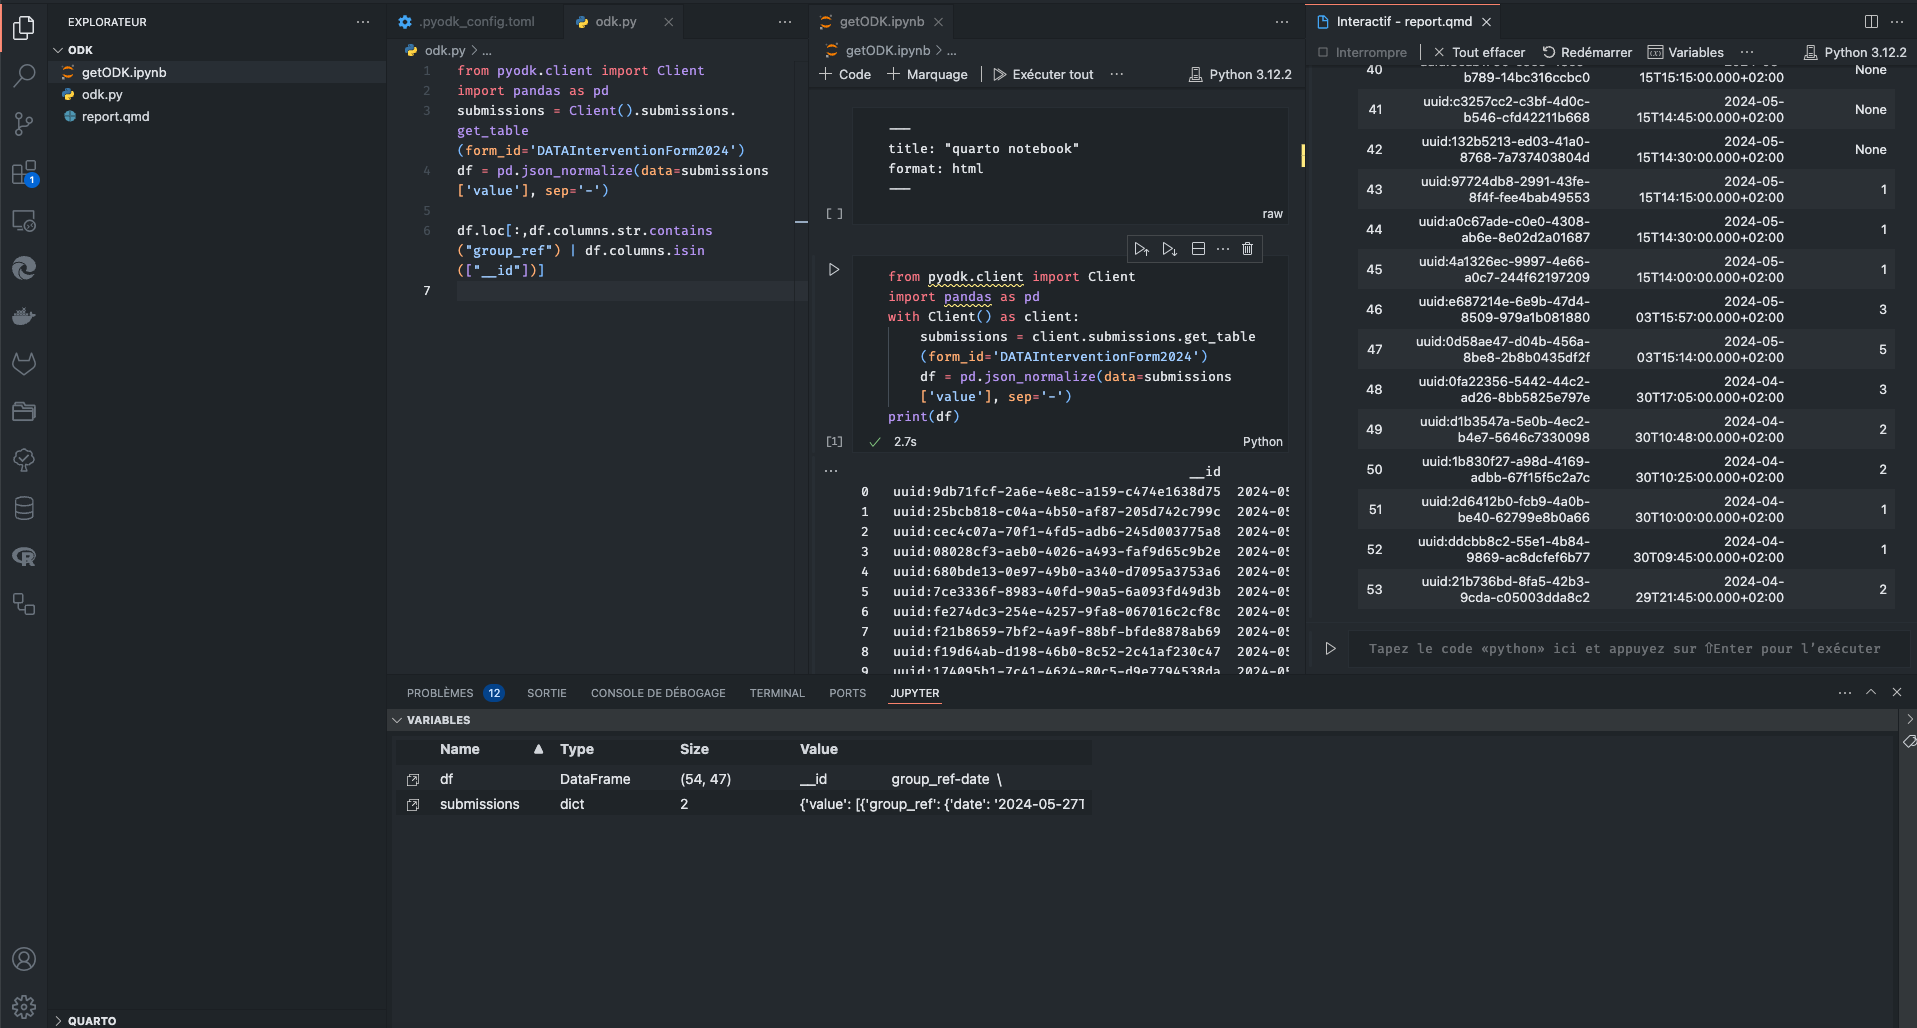 EXPLORATEUR
ODK
getODK.ipynb
odk.py
report.qmd
QUARTO
1
.pyodk_config.toml
odk.py
odk.py > ...
1 from pyodk.client import Client
2 import pandas as pd
3 submissions = Client().submissions.
get_table
(form_id='DATAInterventionForm2024')
4 df = pd.json_normalize(data=submissions
['value'], sep='-')
5
6 df.loc[:,df.columns.str.contains
("group_ref") | df.columns.isin
(["__id"])]
7
getODK.ipynb
getODK.ipynb > ...
+ Code + Marquage Exécuter tout ... Python 3.12.2
---
title: "quarto notebook"
format: html
---
[ ]
raw
from pyodk.client import Client
import pandas as pd
with Client() as client:
submissions = client.submissions.get_table
(form_id='DATAInterventionForm2024')
df = pd.json_normalize(data=submissions
['value'], sep='-')
print(df)
[1] 2.7s Python
__id
0 uuid:9db71fcf-2a6e-4e8c-a159-c474e1638d75 2024-05
1 uuid:25bcb818-c04a-4b50-af87-205d742c799c 2024-05
2 uuid:cec4c07a-70f1-4fd5-adb6-245d003775a8 2024-05
3 uuid:08028cf3-aeb0-4026-a493-faf9d65c9b2e 2024-05
4 uuid:680bde13-0e97-49b0-a340-d7095a3753a6 2024-05
5 uuid:7ce3336f-8983-40fd-90a5-6a093fd49d3b 2024-05
6 uuid:fe274dc3-254e-4257-9fa8-067016c2cf8c 2024-05
7 uuid:f21b8659-7bf2-4a9f-88bf-bfde8878ab69 2024-05
8 uuid:f19d64ab-d198-46b0-8c52-2c41af230c47 2024-05
9 uuid:174095b1-7c41-4624-80c5-d9e7794538da 2024-05
Interactif - report.qmd
Interrompre Tout effacer Redémarrer Variables ... Python 3.12.2
40 b789-14bc316ccbc0 15T15:15:00.000+02:00 None
41 uuid:c3257cc2-c3bf-4d0c- 2024-05- None
b546-cfd42211b668 15T14:45:00.000+02:00
42 uuid:132b5213-ed03-41a0- 2024-05- None
8768-7a737403804d 15T14:30:00.000+02:00
43 uuid:97724db8-2991-43fe- 2024-05- 1
8f4f-fee4bab49553 15T14:15:00.000+02:00
44 uuid:a0c67ade-c0e0-4308- 2024-05- 1
ab6e-8e02d2a01687 15T14:30:00.000+02:00
45 uuid:4a1326ec-9997-4e66- 2024-05- 1
a0c7-244f62197209 15T14:00:00.000+02:00
46 uuid:e687214e-6e9b-47d4- 2024-05- 3
8509-979a1b081880 03T15:57:00.000+02:00
47 uuid:0d58ae47-d04b-456a- 2024-05- 5
8be8-2b8b0435df2f 03T15:14:00.000+02:00
48 uuid:0fa22356-5442-44c2- 2024-04- 3
ad26-8bb5825e797e 30T17:05:00.000+02:00
49 uuid:d1b3547a-5e0b-4ec2- 2024-04- 2
b4e7-5646c7330098 30T10:48:00.000+02:00
50 uuid:1b830f27-a98d-4169- 2024-04- 2
adbb-67f15f5c2a7c 30T10:25:00.000+02:00
51 uuid:2d6412b0-fcb9-4a0b- 2024-04- 1
be40-62799e8b0a66 30T10:00:00.000+02:00
52 uuid:ddcbb8c2-55e1-4b84- 2024-04- 1
9869-ac8dcfef6b77 30T09:45:00.000+02:00
53 uuid:21b736bd-8fa5-42b3- 2024-04- 2
9cda-c05003dda8c2 29T21:45:00.000+02:00
Tapez le code «python» ici et appuyez sur ⇧Enter pour l'exécuter
PROBLÈMES 12 SORTIE CONSOLE DE DÉBOGAGE TERMINAL PORTS JUPYTER
VARIABLES
Name Type Size Value
df DataFrame (54, 47) __id group_ref-date \
submissions dict 2 {'value': [{'group_ref': {'date': '2024-05-27T